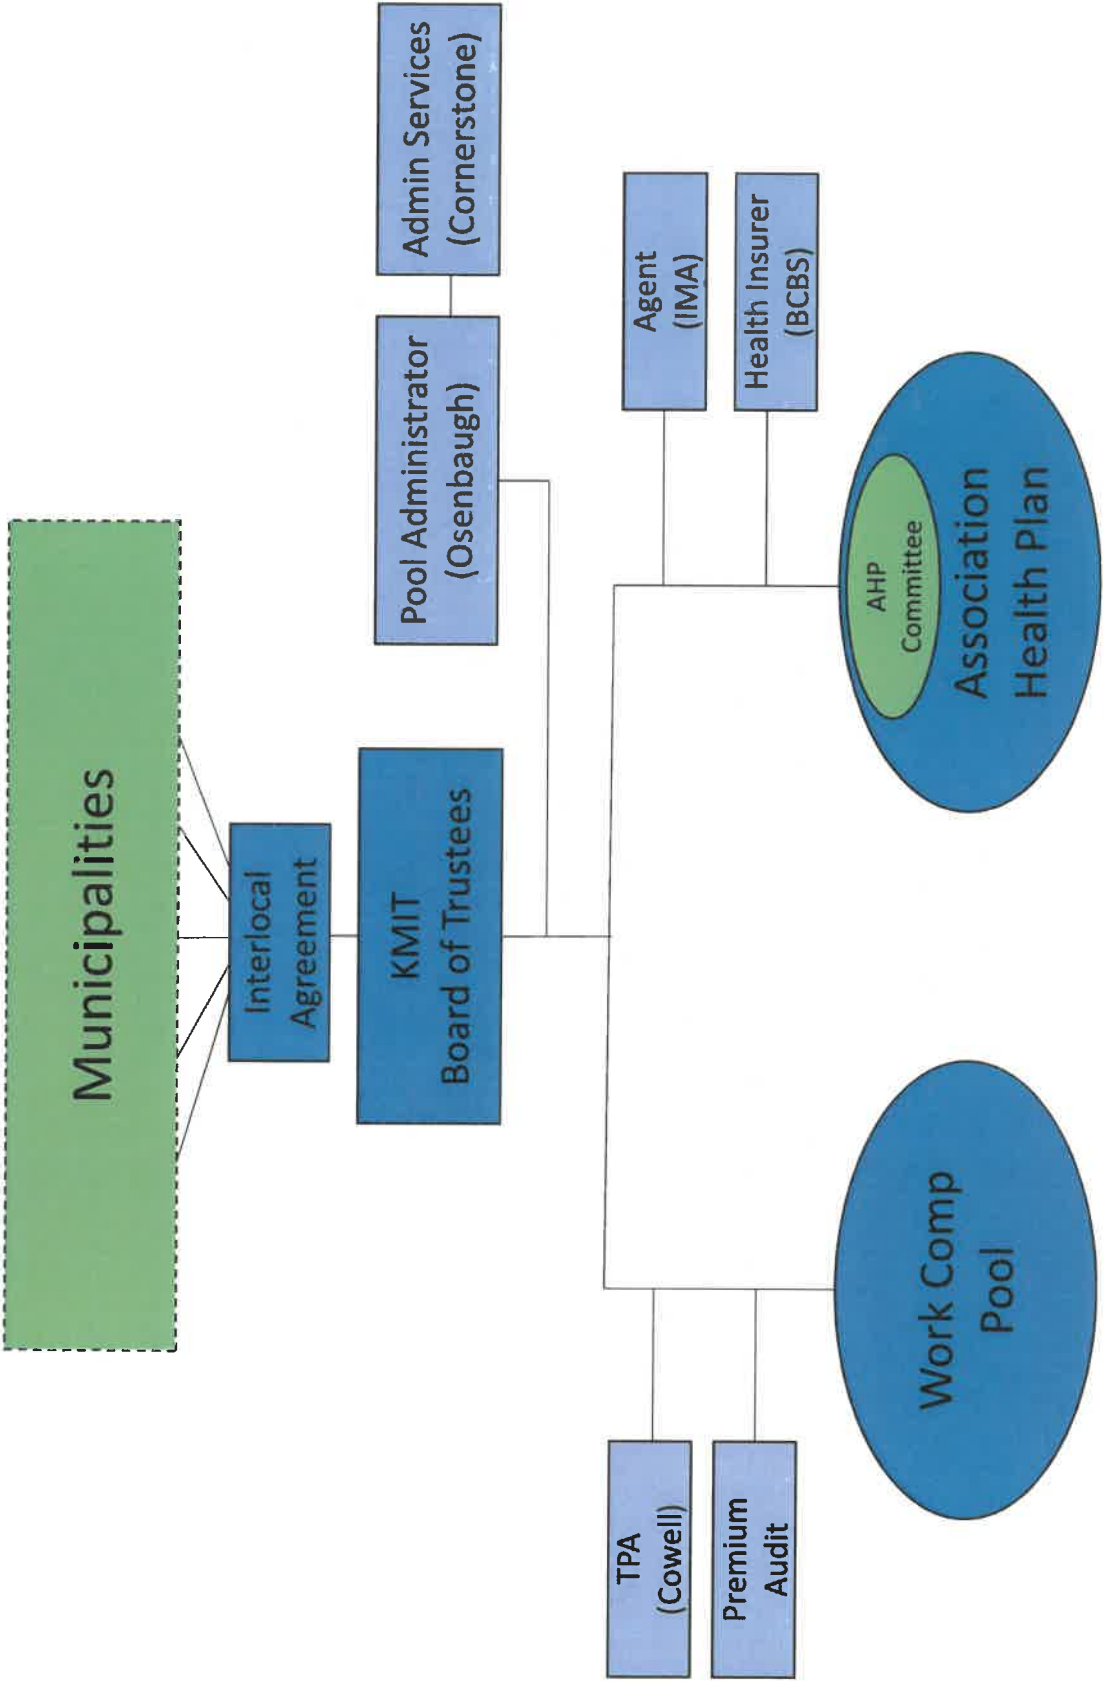 Municipalities
Interlocal
Agreement
KMIT
Board of Trustees
Pool Administrator
(Osenbaugh)
Admin Services
(Cornerstone)
TPA
(Cowell)
Premium
Audit
Agent
(IMA)
Health Insurer
(BCBS)
Work Comp
Pool
AHP
Committee
Association
Health Plan